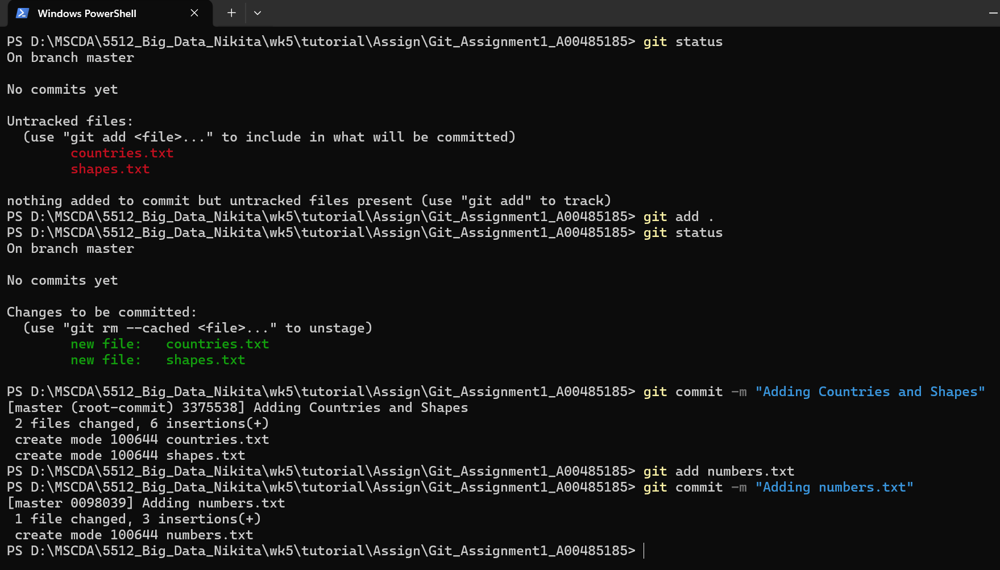 Windows PowerShell
PS D:\MSCDA\5512_Big_Data_Nikita\wk5\tutorial\Assign\Git_Assignment1_A00485185> git status
On branch master
No commits yet
Untracked files:
  (use "git add <file>..." to include in what will be committed)
        countries.txt
        shapes.txt
nothing added to commit but untracked files present (use "git add" to track)
PS D:\MSCDA\5512_Big_Data_Nikita\wk5\tutorial\Assign\Git_Assignment1_A00485185> git add .
PS D:\MSCDA\5512_Big_Data_Nikita\wk5\tutorial\Assign\Git_Assignment1_A00485185> git status
On branch master
No commits yet
Changes to be committed:
  (use "git rm --cached <file>..." to unstage)
        new file:   countries.txt
        new file:   shapes.txt
PS D:\MSCDA\5512_Big_Data_Nikita\wk5\tutorial\Assign\Git_Assignment1_A00485185> git commit -m "Adding Countries and Shapes"
[master (root-commit) 3375538] Adding Countries and Shapes
 2 files changed, 6 insertions(+)
 create mode 100644 countries.txt
 create mode 100644 shapes.txt
PS D:\MSCDA\5512_Big_Data_Nikita\wk5\tutorial\Assign\Git_Assignment1_A00485185> git add numbers.txt
PS D:\MSCDA\5512_Big_Data_Nikita\wk5\tutorial\Assign\Git_Assignment1_A00485185> git commit -m "Adding numbers.txt"
[master 0098039] Adding numbers.txt
 1 file changed, 3 insertions(+)
 create mode 100644 numbers.txt
PS D:\MSCDA\5512_Big_Data_Nikita\wk5\tutorial\Assign\Git_Assignment1_A00485185>